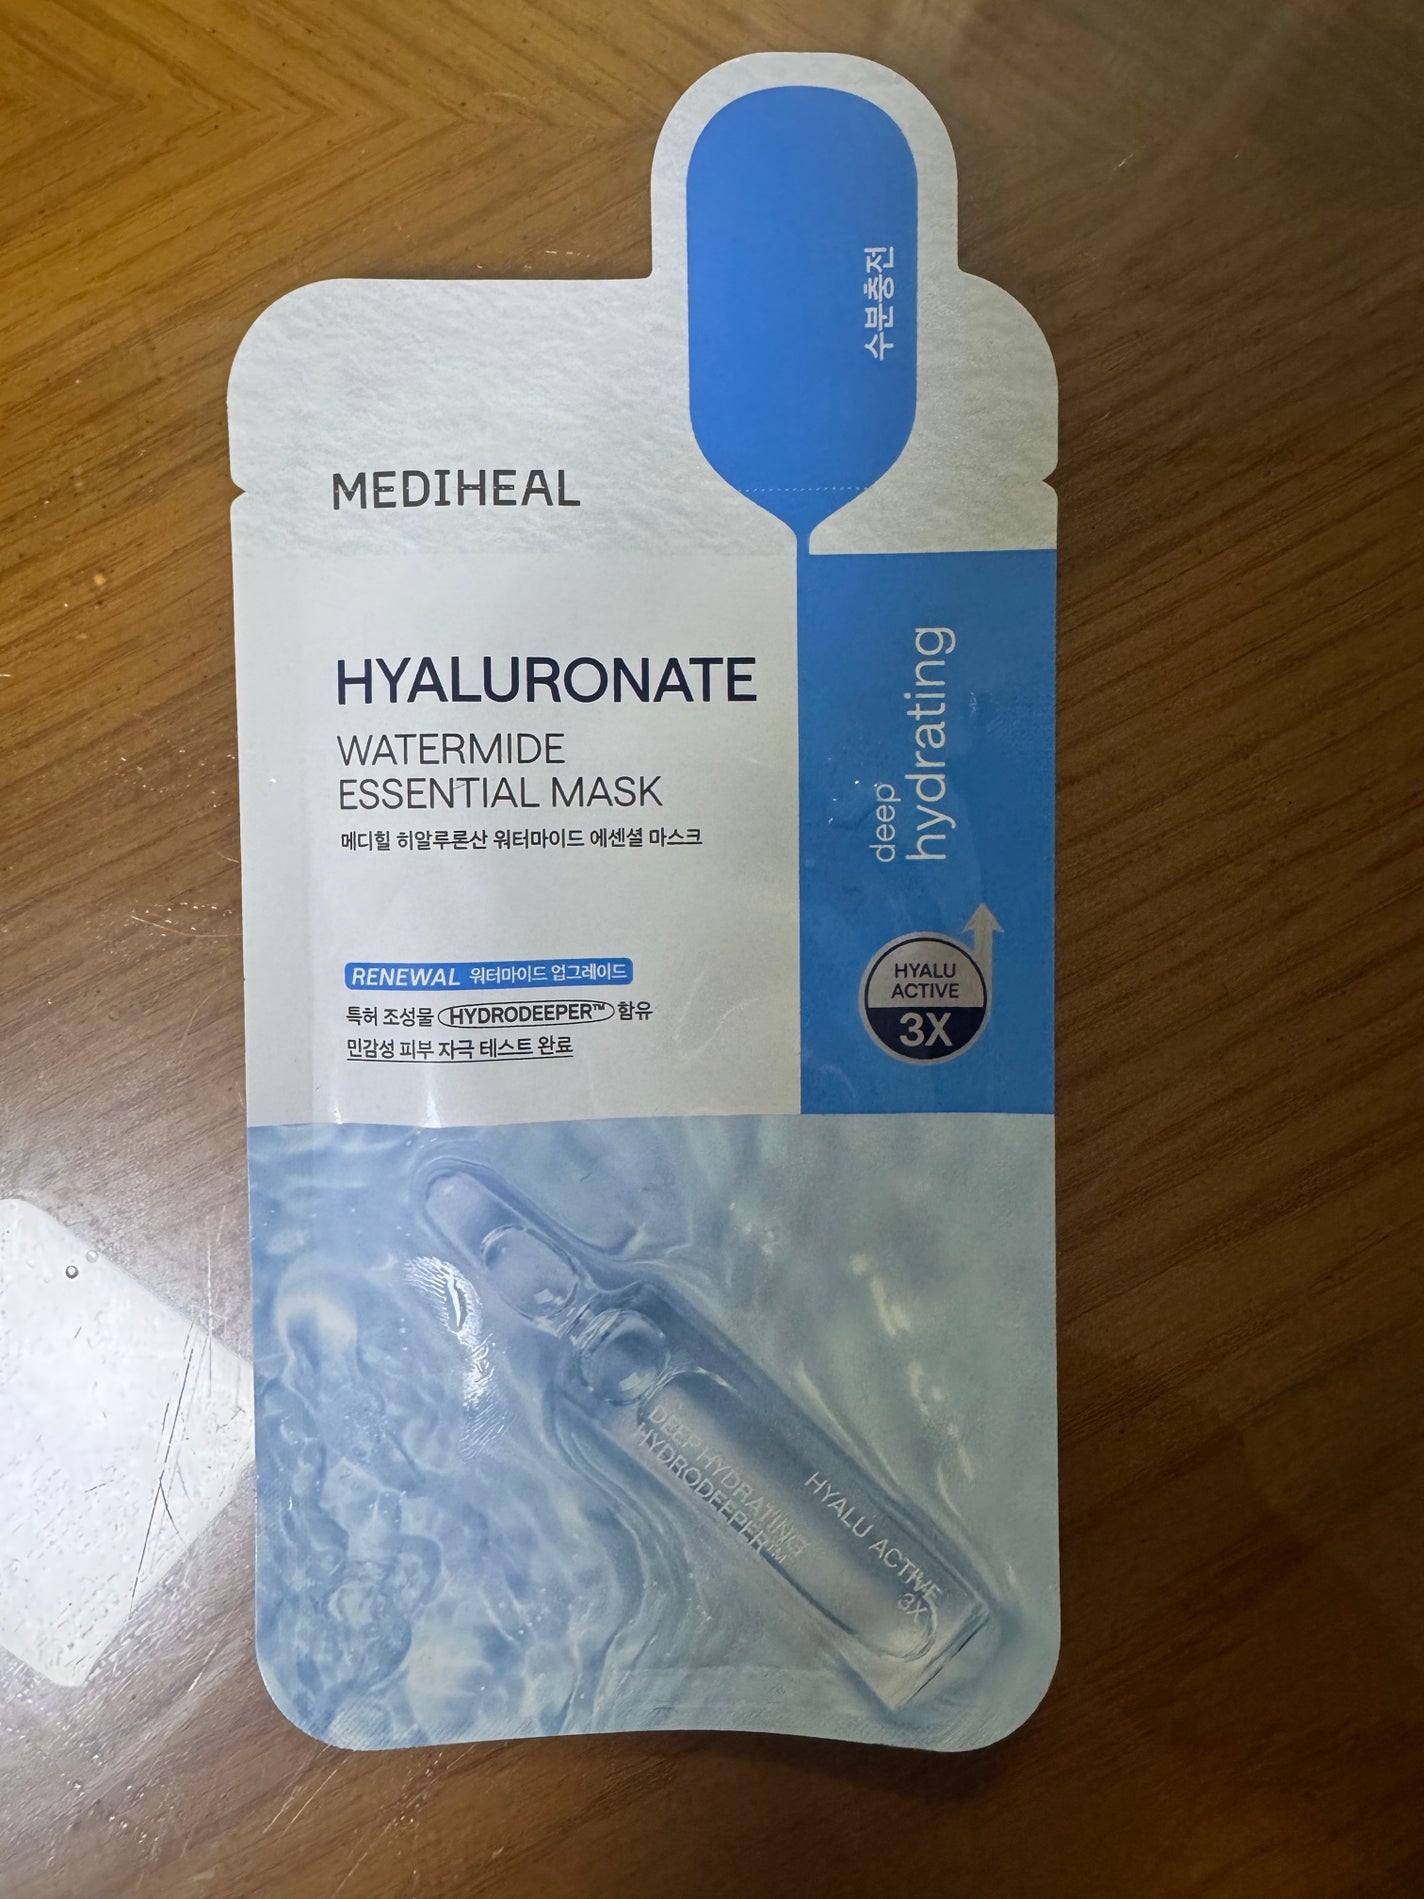 수분충전
MEDIHEAL
HYALURONATE
WATERMIDE
ESSENTIAL MASK
메디힐 히알루론산 워터마이드 에센셜 마스크
deep
hydrating
RENEWAL 워터마이드 업그레이드
특허 조성물 HYDRODEEPER™ 함유
민감성 피부 자극 테스트 완료
HYALU
ACTIVE
3X
DEEP HYDRATING
HYDRODEEPER™
HYALU ACTIVE
3X